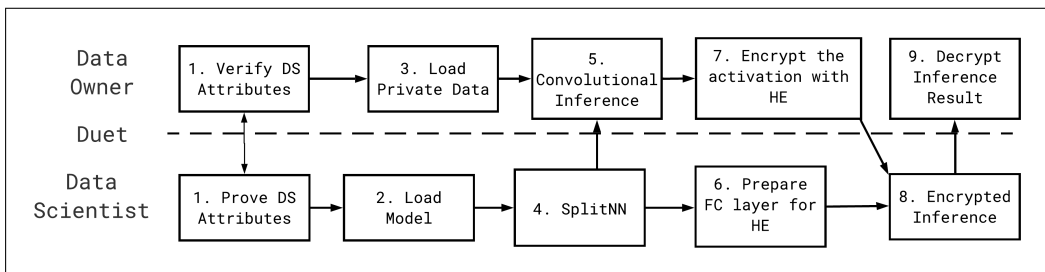 Data
Owner
1. Verify DS
Attributes
3. Load
Private Data
5.
Convolutional
Inference
7. Encrypt the
activation with
HE
9. Decrypt
Inference
Result
Duet
Data
Scientist
1. Prove DS
Attributes
2. Load
Model
4. SplitNN
6. Prepare
FC layer for
HE
8. Encrypted
Inference